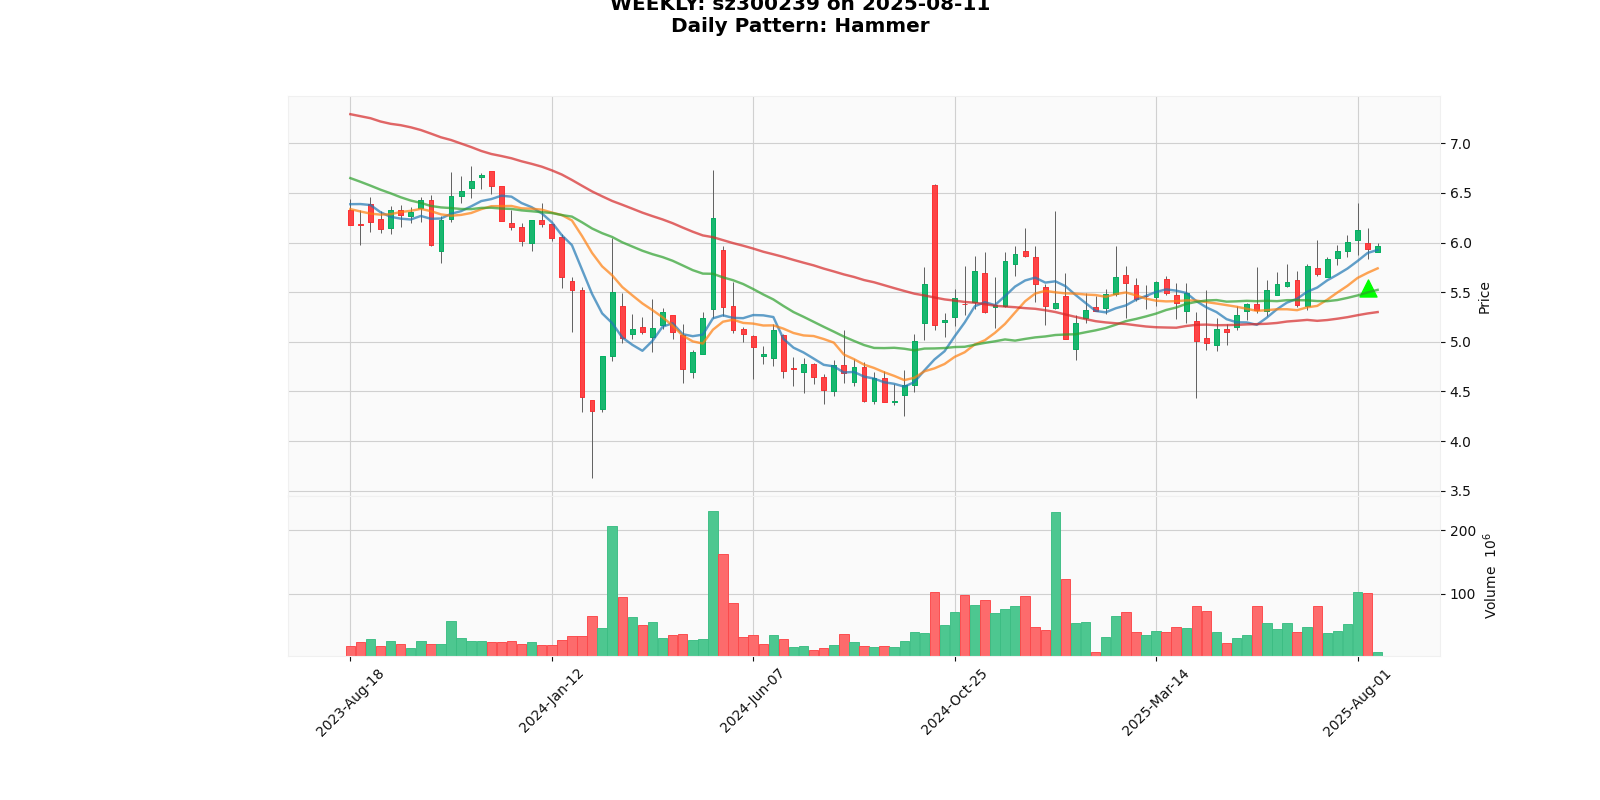 WEEKLY: sz300239 on 2025-08-11
Daily Pattern: Hammer
7.0
6.5
6.0
5.5
5.0
4.5
4.0
3.5
Price
200
100
Volume 10⁶
2023-Aug-18
2024-Jan-12
2024-Jun-07
2024-Oct-25
2025-Mar-14
2025-Aug-01